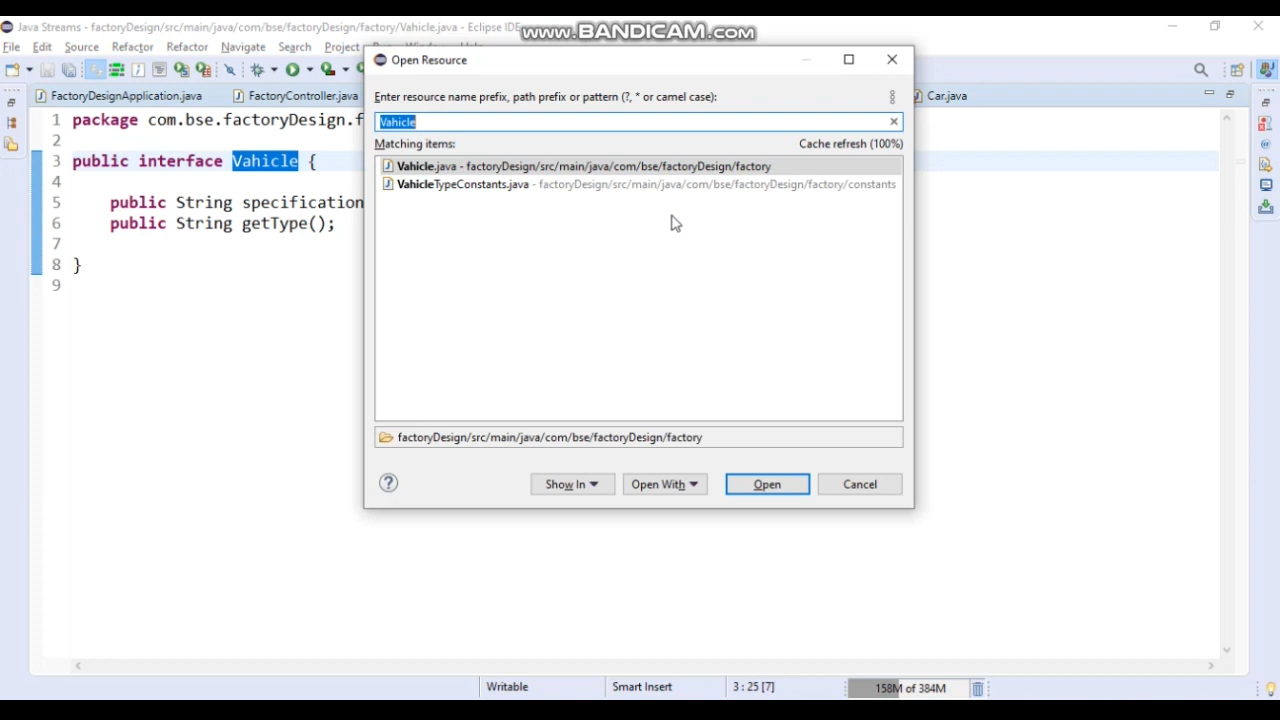 Java Streams - factoryDesign/src/main/java/com/bse/factoryDesign/factory/Vahicle.java - Eclipse IDE
www.BANDICAM.com
File Edit Source Refactor Refactor Navigate Search Project
FactoryDesignApplication.java FactoryController.java Car.java
1 package com.bse.factoryDesign.f
2
3 public interface Vahicle {
4
5 public String specification
6 public String getType();
7
8 }
9
Open Resource
Enter resource name prefix, path prefix or pattern (?, * or camel case):
Vahicle
Matching items: Cache refresh (100%)
Vahicle.java - factoryDesign/src/main/java/com/bse/factoryDesign/factory
VahicleTypeConstants.java - factoryDesign/src/main/java/com/bse/factoryDesign/factory/constants
factoryDesign/src/main/java/com/bse/factoryDesign/factory
Show In Open With Open Cancel
Writable Smart Insert 3 : 25 [7] 158M of 384M